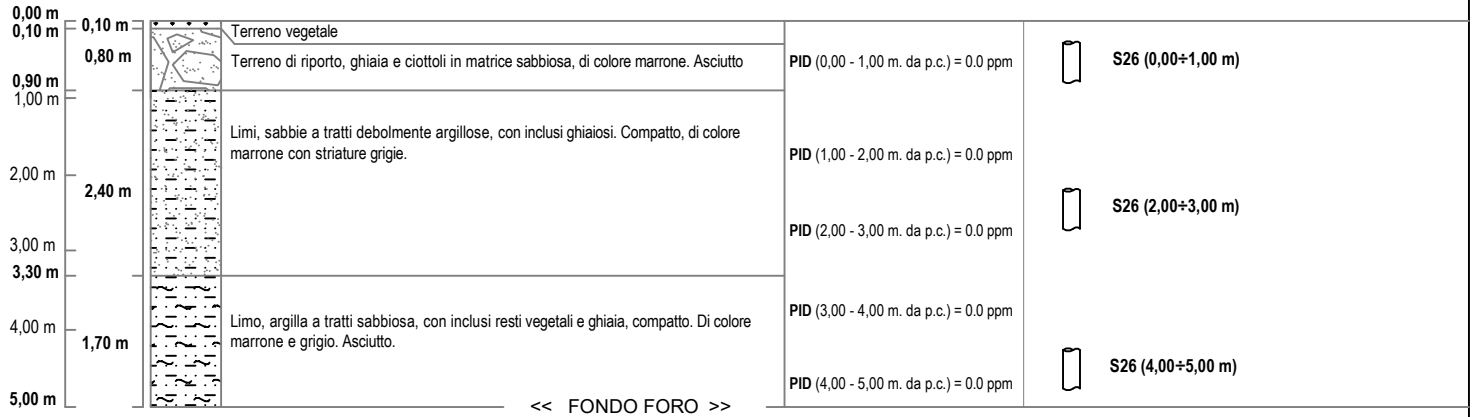 0,00 m
0,10 m
0,10 m
Terreno vegetale
0,80 m
Terreno di riporto, ghiaia e ciottoli in matrice sabbiosa, di colore marrone. Asciutto
PID (0,00 - 1,00 m. da p.c.) = 0.0 ppm
S26 (0,00÷1,00 m)
0,90 m
1,00 m
Limi, sabbie a tratti debolmente argillose, con inclusi ghiaiosi. Compatto, di colore
marrone con striature grigie.
PID (1,00 - 2,00 m. da p.c.) = 0.0 ppm
2,00 m
2,40 m
S26 (2,00÷3,00 m)
PID (2,00 - 3,00 m. da p.c.) = 0.0 ppm
3,00 m
3,30 m
PID (3,00 - 4,00 m. da p.c.) = 0.0 ppm
Limo, argilla a tratti sabbiosa, con inclusi resti vegetali e ghiaia, compatto. Di colore
marrone e grigio. Asciutto.
4,00 m
1,70 m
S26 (4,00÷5,00 m)
PID (4,00 - 5,00 m. da p.c.) = 0.0 ppm
5,00 m
<< FONDO FORO >>